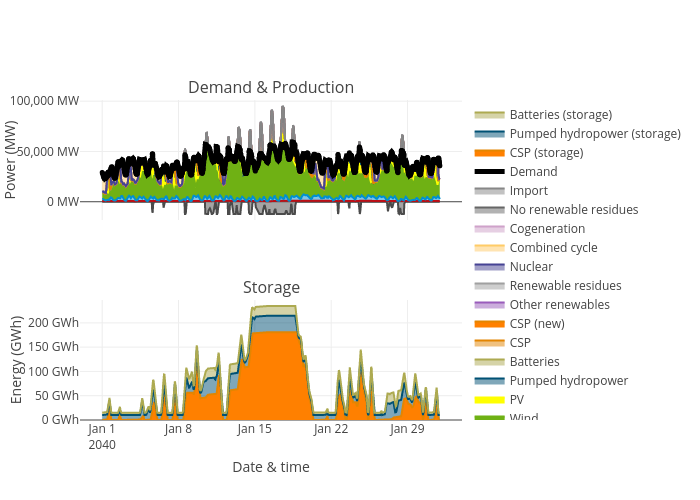 Demand & Production
Power (MW)
100,000 MW
50,000 MW
0 MW
Storage
Energy (GWh)
200 GWh
150 GWh
100 GWh
50 GWh
0 GWh
Jan 1
2040
Jan 8
Jan 15
Jan 22
Jan 29
Date & time
Batteries (storage)
Pumped hydropower (storage)
CSP (storage)
Demand
Import
No renewable residues
Cogeneration
Combined cycle
Nuclear
Renewable residues
Other renewables
CSP (new)
CSP
Batteries
Pumped hydropower
PV
Wind